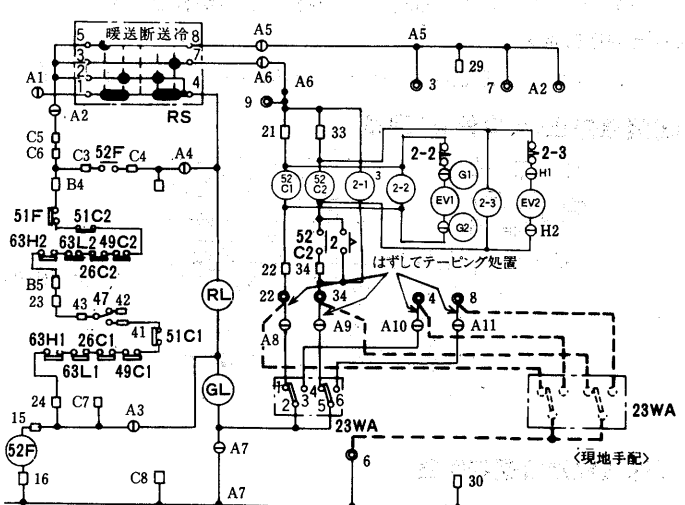 5 暖送断送冷 8
A5
A5
3 7
A1
2
A6
29
1 4
A6
3
7
A2
RS
9
A2
21
33
C5
C6
52F
C3
C4
A4
B4
2-2
2-3
52 C1
52 C2
2-1
3
2-2
G1
EV1
G2
2-3
H1
EV2
H2
51F
51C2
63H2
63L2
49C2
26C2
52 C2
2
22
34
はずしてテーピング処置
B5
23
43
47
42
41
51C1
RL
22
34
4
8
A8
A9
A10
A11
63H1
26C1
63L1
49C1
GL
1 2 3 4 5 6
23WA
23WA
24
C7
A3
15
52F
16
A7
6
〈現地手配〉
C8
A7
30